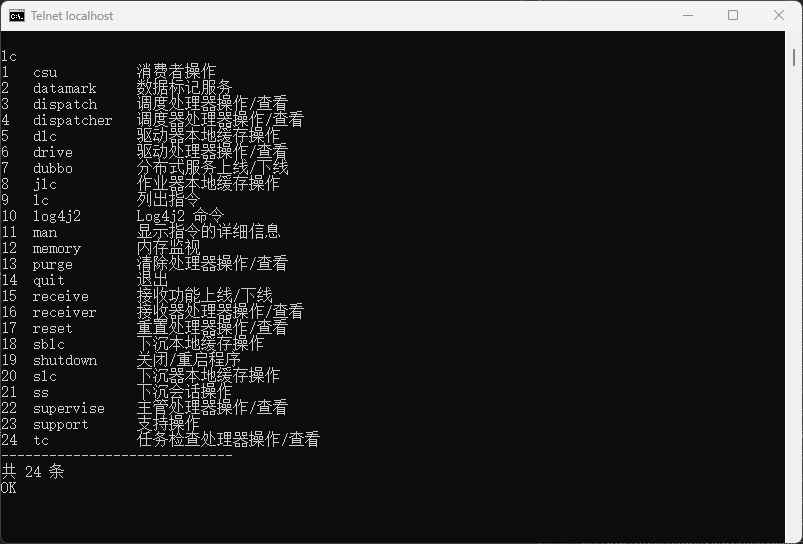 Telnet localhost
lc
1 csu 消费者操作
2 datamark 数据标记服务
3 dispatch 调度处理器操作/查看
4 dispatcher 调度器处理器操作/查看
5 dlc 驱动器本地缓存操作
6 drive 驱动处理器操作/查看
7 dubbo 分布式服务上线/下线
8 jlc 作业器本地缓存操作
9 lc 列出指令
10 log4j2 Log4j2 命令
11 man 显示指令的详细信息
12 memory 内存监视
13 purge 清除处理器操作/查看
14 quit 退出
15 receive 接收功能上线/下线
16 receiver 接收器处理器操作/查看
17 reset 重置处理器操作/查看
18 sblc 下沉本地缓存操作
19 shutdown 关闭/重启程序
20 slc 下沉器本地缓存操作
21 ss 下沉会话操作
22 supervise 主管处理器操作/查看
23 support 支持操作
24 tc 任务检查处理器操作/查看
-----------------------------
共 24 条
OK